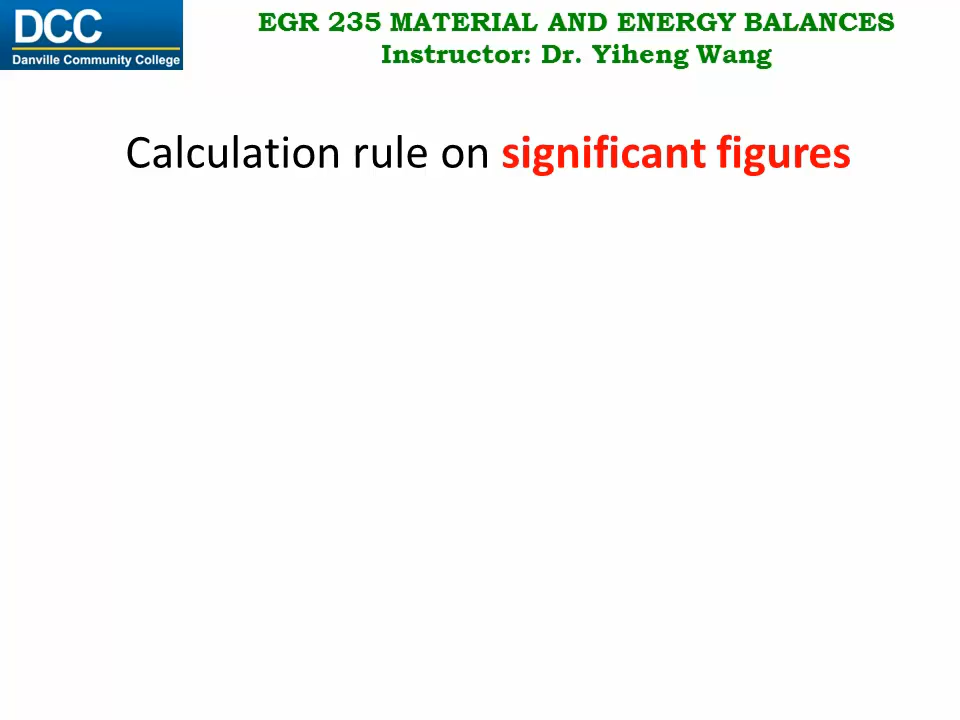 DCC
Danville Community College
EGR 235 MATERIAL AND ENERGY BALANCES
Instructor: Dr. Yiheng Wang
Calculation rule on significant figures